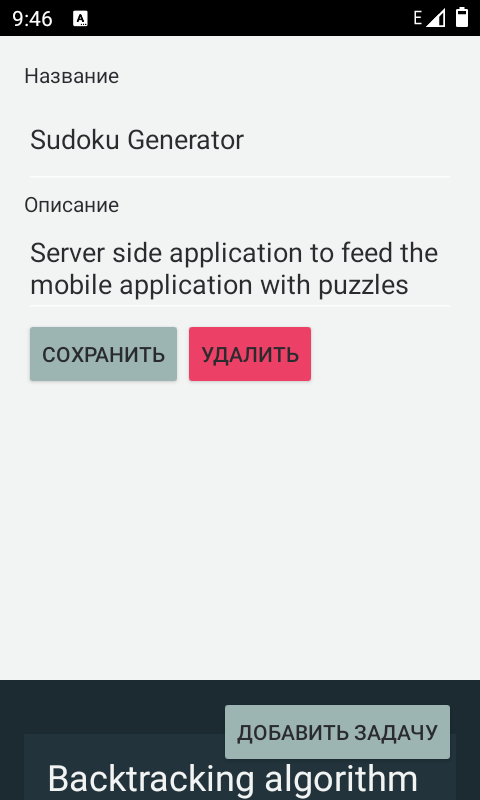 9:46
A
E
Название
Sudoku Generator
Описание
Server side application to feed the
mobile application with puzzles
СОХРАНИТЬ
УДАЛИТЬ
ДОБАВИТЬ ЗАДАЧУ
Backtracking algorithm